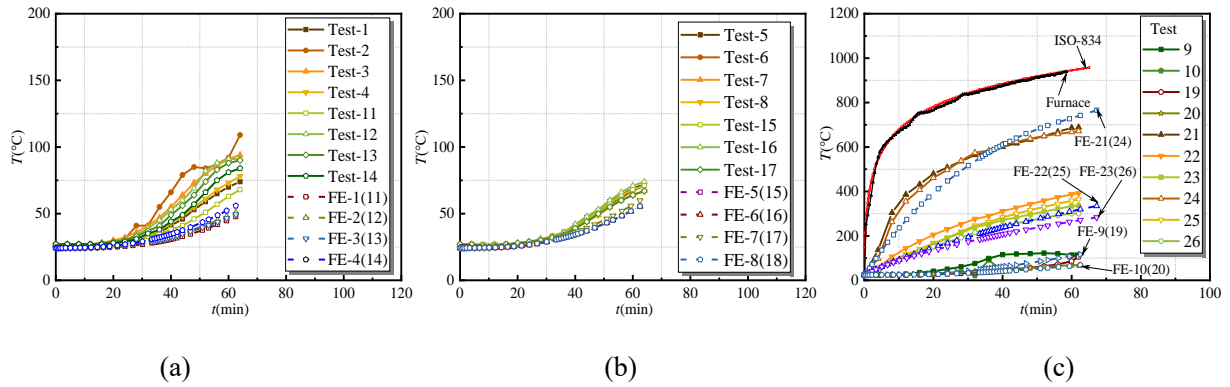 200
150
100
50
0
T(°C)
0 20 40 60 80 100 120
t(min)
Test-1
Test-2
Test-3
Test-4
Test-11
Test-12
Test-13
Test-14
FE-1(11)
FE-2(12)
FE-3(13)
FE-4(14)
(a)
200
150
100
50
0
T(°C)
0 20 40 60 80 100 120
t(min)
Test-5
Test-6
Test-7
Test-8
Test-15
Test-16
Test-17
FE-5(15)
FE-6(16)
FE-7(17)
FE-8(18)
(b)
1200
1000
800
600
400
200
0
T(°C)
0 20 40 60 80 100
t(min)
ISO-834
Furnace
FE-21(24)
FE-22(25) FE-23(26)
FE-9(19)
FE-10(20)
Test
9
10
19
20
21
22
23
24
25
26
(c)